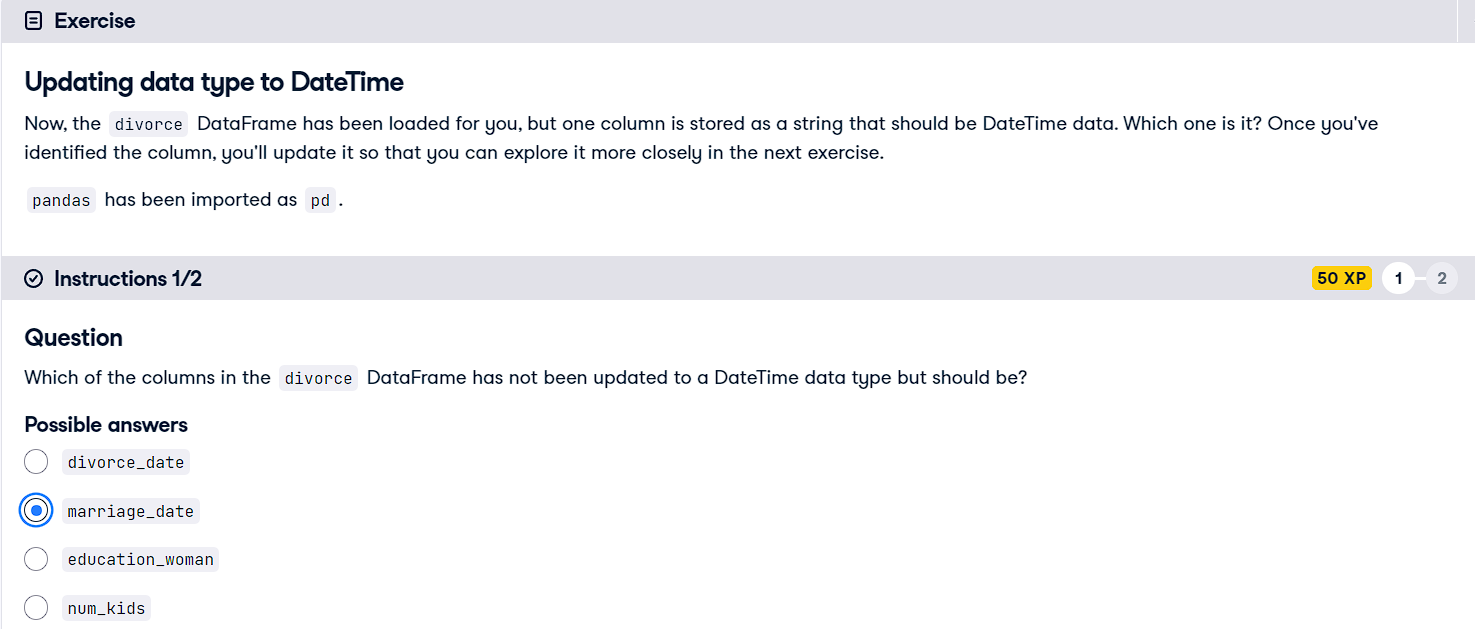 Exercise
Updating data type to DateTime
Now, the divorce DataFrame has been loaded for you, but one column is stored as a string that should be DateTime data. Which one is it? Once you've
identified the column, you'll update it so that you can explore it more closely in the next exercise.
pandas has been imported as pd .
Instructions 1/2 50 XP 1 2
Question
Which of the columns in the divorce DataFrame has not been updated to a DateTime data type but should be?
Possible answers
divorce_date
marriage_date
education_woman
num_kids